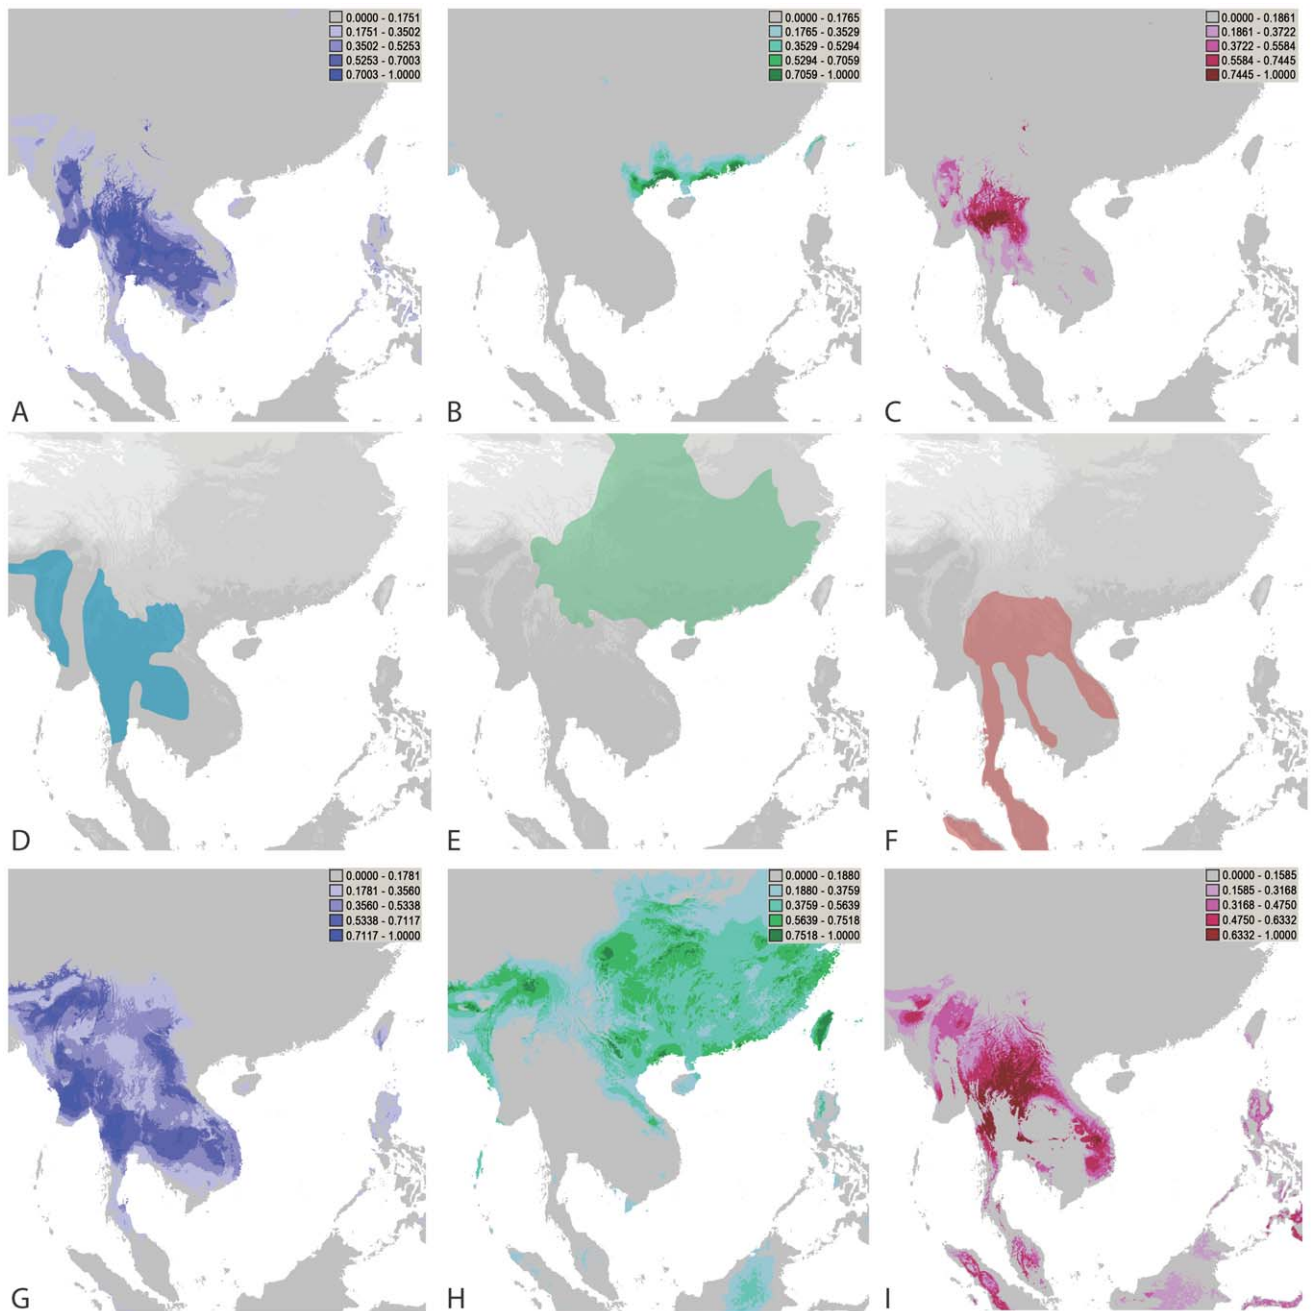 0.0000 - 0.1751
0.1751 - 0.3502
0.3502 - 0.5253
0.5253 - 0.7003
0.7003 - 1.0000
A
0.0000 - 0.1765
0.1765 - 0.3529
0.3529 - 0.5294
0.5294 - 0.7059
0.7059 - 1.0000
B
0.0000 - 0.1861
0.1861 - 0.3722
0.3722 - 0.5584
0.5584 - 0.7445
0.7445 - 1.0000
C
D
E
F
0.0000 - 0.1781
0.1781 - 0.3560
0.3560 - 0.5338
0.5338 - 0.7117
0.7117 - 1.0000
G
0.0000 - 0.1880
0.1880 - 0.3759
0.3759 - 0.5639
0.5639 - 0.7518
0.7518 - 1.0000
H
0.0000 - 0.1585
0.1585 - 0.3168
0.3168 - 0.4750
0.4750 - 0.6332
0.6332 - 1.0000
I